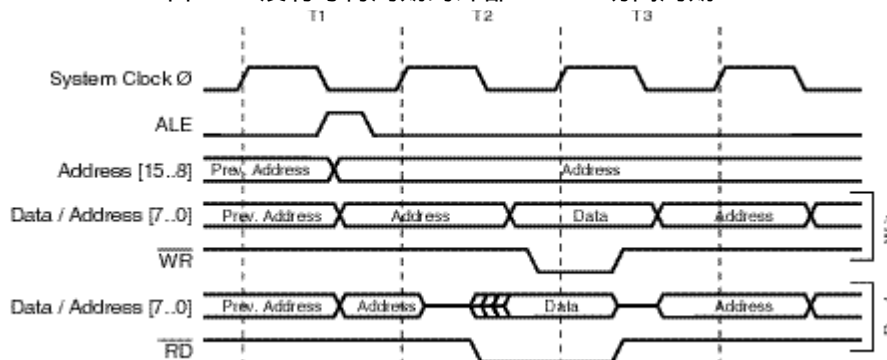 T1 T2 T3
System Clock Ø
ALE
Address [15..8] Prev. Address Address
Data / Address [7..0] Prev. Address Address Data Address
WR
Data / Address [7..0] Prev. Address Address Data Address
RD